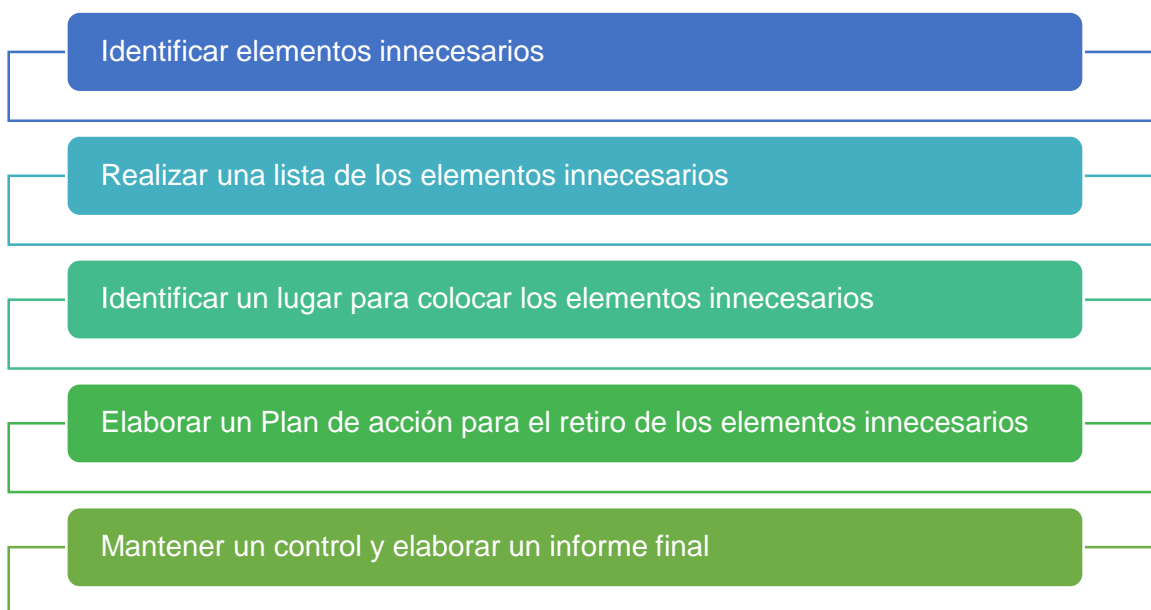 Identificar elementos innecesarios
Realizar una lista de los elementos innecesarios
Identificar un lugar para colocar los elementos innecesarios
Elaborar un Plan de acción para el retiro de los elementos innecesarios
Mantener un control y elaborar un informe final